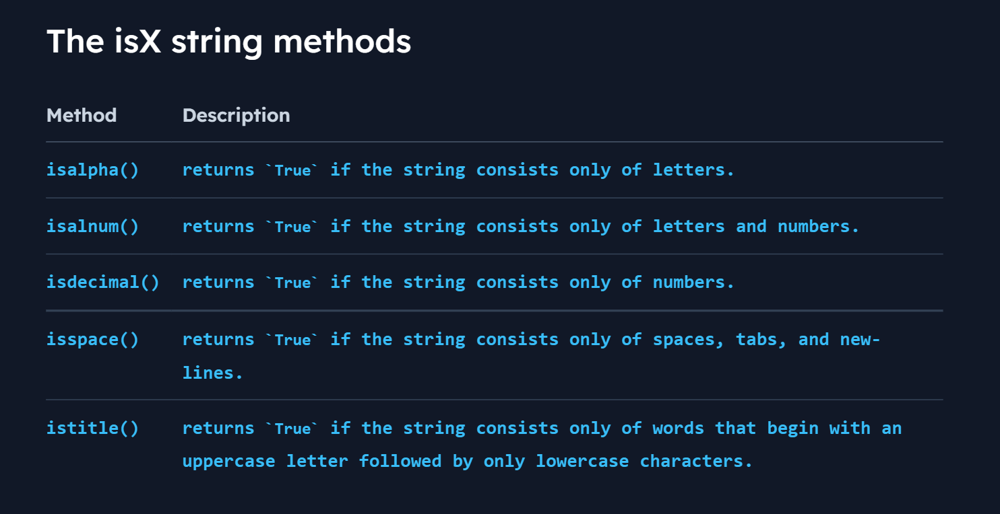 The isX string methods
Method Description
isalpha() returns `True` if the string consists only of letters.
isalnum() returns `True` if the string consists only of letters and numbers.
isdecimal() returns `True` if the string consists only of numbers.
isspace() returns `True` if the string consists only of spaces, tabs, and new-
lines.
istitle() returns `True` if the string consists only of words that begin with an
uppercase letter followed by only lowercase characters.